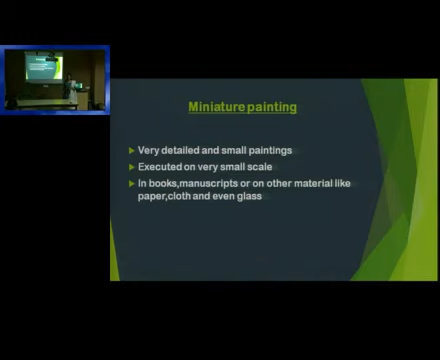 Miniature painting
Very detailed and small paintings
Executed on very small scale
In books,manuscripts or on other material like
paper,cloth and even glass